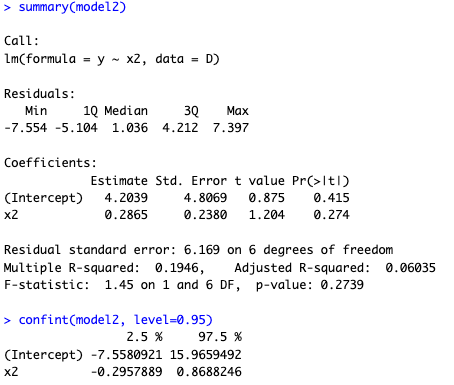 > summary(model2)
Call:
lm(formula = y ~ x2, data = D)
Residuals:
Min 1Q Median 3Q Max
-7.554 -5.104 1.036 4.212 7.397
Coefficients:
Estimate Std. Error t value Pr(>|t|)
(Intercept) 4.2039 4.8069 0.875 0.415
x2 0.2865 0.2380 1.204 0.274
Residual standard error: 6.169 on 6 degrees of freedom
Multiple R-squared: 0.1946, Adjusted R-squared: 0.06035
F-statistic: 1.45 on 1 and 6 DF, p-value: 0.2739
> confint(model2, level=0.95)
2.5 % 97.5 %
(Intercept) -7.5580921 15.9659492
x2 -0.2957889 0.8688246